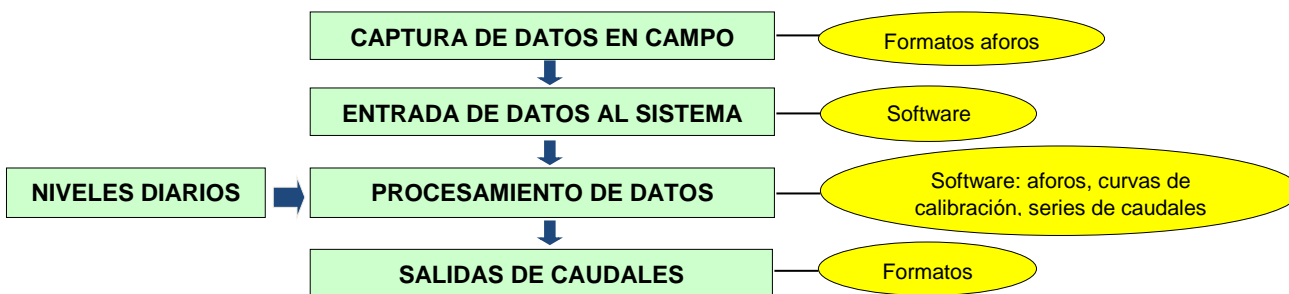 CAPTURA DE DATOS EN CAMPO
Formatos aforos
ENTRADA DE DATOS AL SISTEMA
Software
NIVELES DIARIOS
PROCESAMIENTO DE DATOS
Software: aforos, curvas de
calibración, series de caudales
SALIDAS DE CAUDALES
Formatos